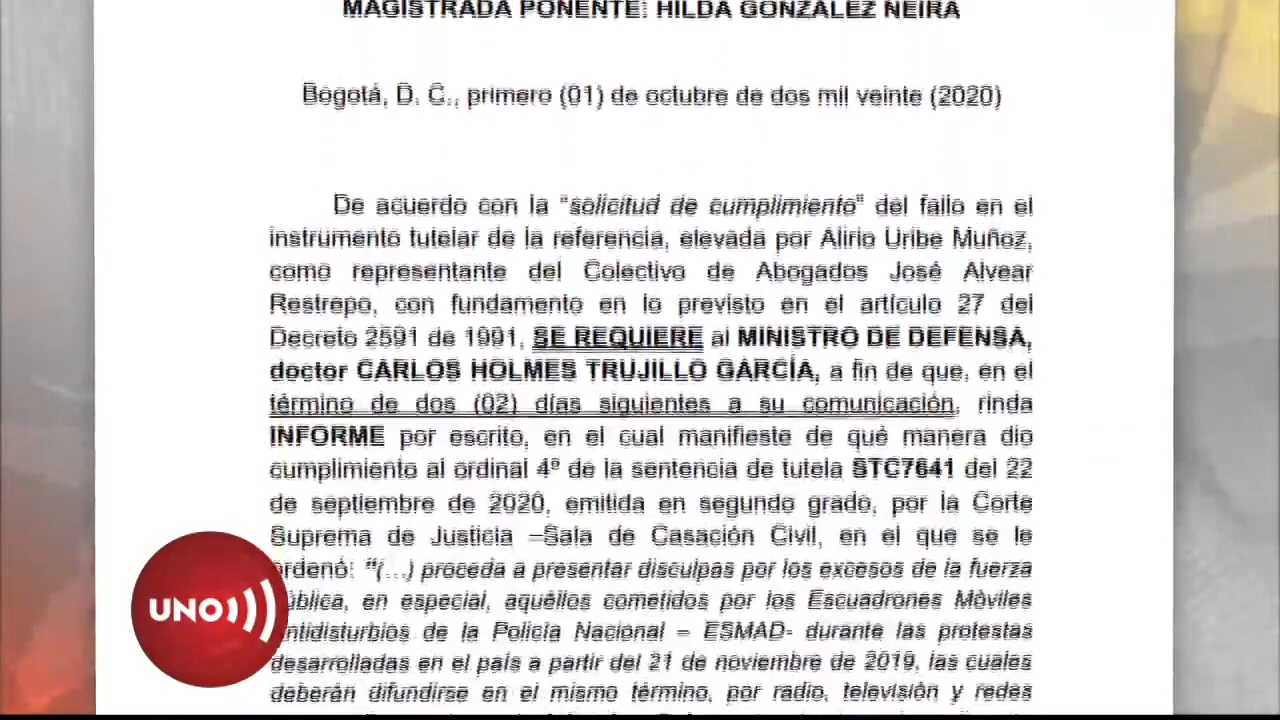 MAGISTRADA PONENTE: HILDA GONZÁLEZ NEIRA
Bogotá, D. C., primero (01) de octubre de dos mil veinte (2020)
De acuerdo con la "solicitud de cumplimiento" del fallo en el
instrumento tutelar de la referencia, elevada por Alirio Uribe Muñoz,
como representante del Colectivo de Abogados José Alvear
Restrepo, con fundamento en lo previsto en el artículo 27 del
Decreto 2591 de 1991, SE REQUIERE al MINISTRO DE DEFENSA,
doctor CARLOS HOLMES TRUJILLO GARCÍA, a fin de que, en el
término de dos (02) días siguientes a su comunicación, rinda
INFORME por escrito, en el cual manifieste de qué manera dio
cumplimiento al ordinal 4º de la sentencia de tutela STC7641 del 22
de septiembre de 2020, emitida en segundo grado, por la Corte
Suprema de Justicia –Sala de Casación Civil, en el que se le
ordenó: "(...) proceda a presentar disculpas por los excesos de la fuerza
ública, en especial, aquéllos cometidos por los Escuadrones Móviles
ntidisturbios de la Policía Nacional – ESMAD- durante las protestas
desarrolladas en el país a partir del 21 de noviembre de 2019, las cuales
deberán difundirse en el mismo término, por radio, televisión y redes
UNO